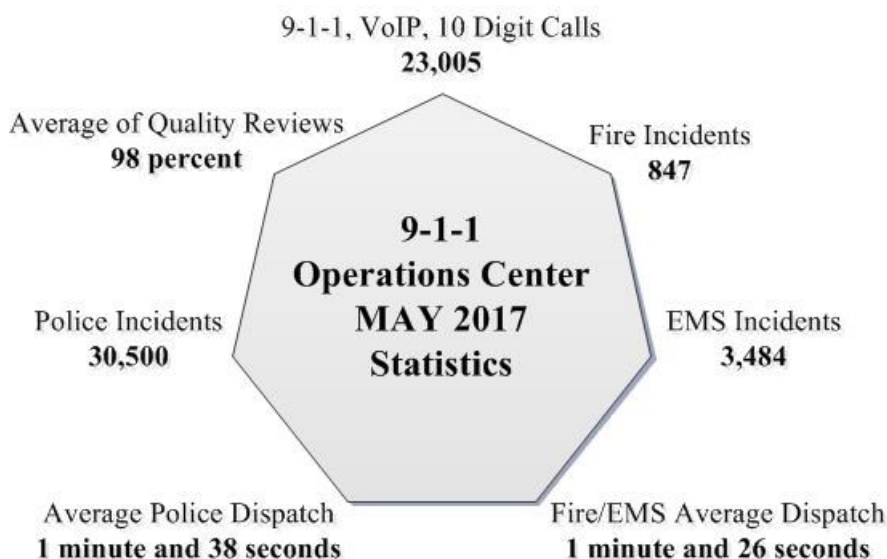 9-1-1, VoIP, 10 Digit Calls
23,005
Average of Quality Reviews
98 percent
Fire Incidents
847
9-1-1
Operations Center
MAY 2017
Statistics
Police Incidents
30,500
EMS Incidents
3,484
Average Police Dispatch
1 minute and 38 seconds
Fire/EMS Average Dispatch
1 minute and 26 seconds